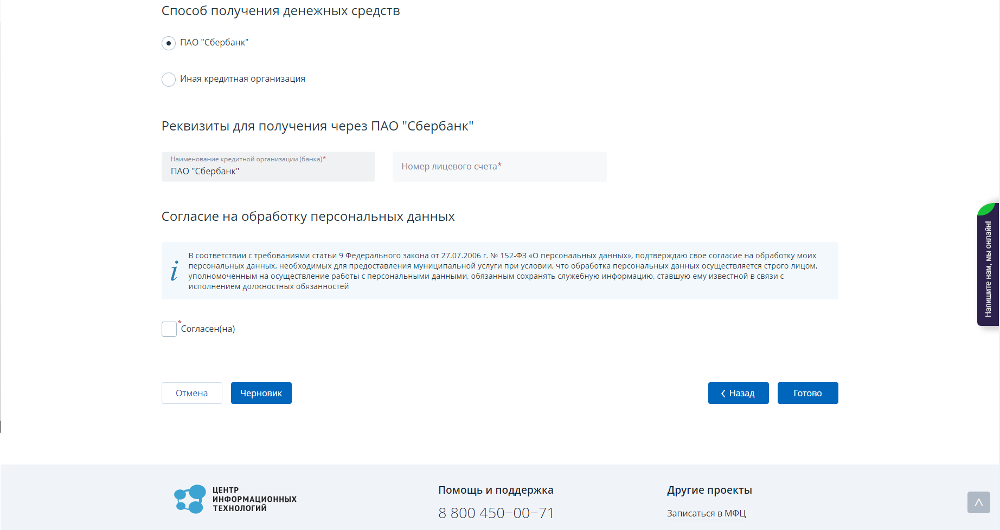 Способ получения денежных средств
ПАО "Сбербанк"
Иная кредитная организация
Реквизиты для получения через ПАО "Сбербанк"
Наименование кредитной организации (банка)*
ПАО "Сбербанк"
Номер лицевого счета*
Согласие на обработку персональных данных
В соответствии с требованиями статьи 9 Федерального закона от 27.07.2006 г. № 152-ФЗ «О персональных данных», подтверждаю свое согласие на обработку моих
персональных данных, необходимых для предоставления муниципальной услуги при условии, что обработка персональных данных осуществляется строго лицом,
уполномоченным на осуществление работы с персональными данными, обязанным сохранять служебную информацию, ставшую ему известной в связи с
исполнением должностных обязанностей
*Согласен(на)
Напишите нам, мы онлайн!
Отмена
Черновик
Назад
Готово
ЦЕНТР
ИНФОРМАЦИОННЫХ
ТЕХНОЛОГИЙ
Помощь и поддержка
8 800 450−00−71
Другие проекты
Записаться в МФЦ